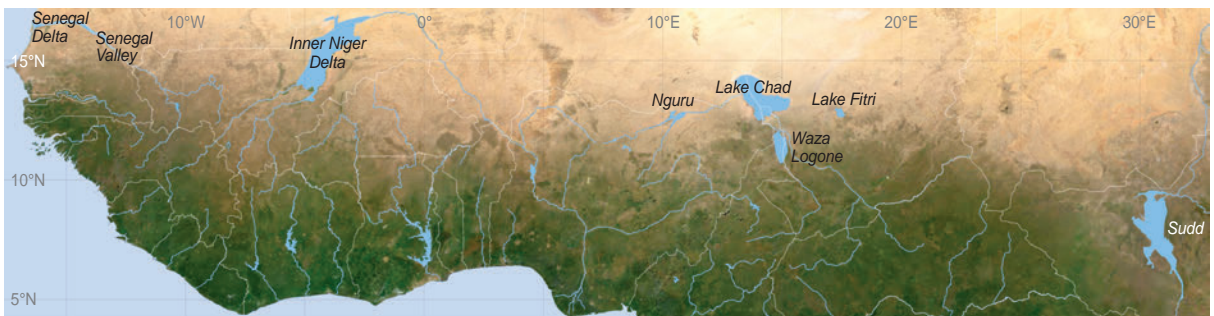 10°W
0°
10°E
20°E
30°E
Senegal
Delta
Senegal
Valley
Inner Niger
Delta
15°N
Lake Chad
Nguru
Lake Fitri
Waza
Logone
10°N
Sudd
5°N